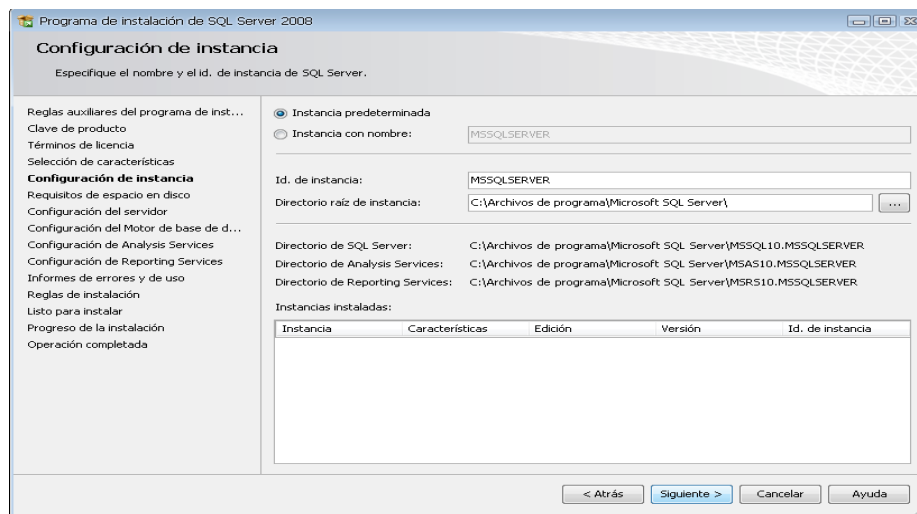 Programa de instalación de SQL Server 2008
Configuración de instancia
Especifique el nombre y el id. de instancia de SQL Server.
Reglas auxiliares del programa de inst...
Clave de producto
Términos de licencia
Selección de características
Configuración de instancia
Requisitos de espacio en disco
Configuración del servidor
Configuración del Motor de base de d...
Configuración de Analysis Services
Configuración de Reporting Services
Informes de errores y de uso
Reglas de instalación
Listo para instalar
Progreso de la instalación
Operación completada
Instancia predeterminada
Instancia con nombre: MSSQLSERVER
Id. de instancia: MSSQLSERVER
Directorio raíz de instancia: C:\Archivos de programa\Microsoft SQL Server\ ...
Directorio de SQL Server: C:\Archivos de programa\Microsoft SQL Server\MSSQL10.MSSQLSERVER
Directorio de Analysis Services: C:\Archivos de programa\Microsoft SQL Server\MSAS10.MSSQLSERVER
Directorio de Reporting Services: C:\Archivos de programa\Microsoft SQL Server\MSRS10.MSSQLSERVER
Instancias instaladas:
Instancia Características Edición Versión Id. de instancia
< Atrás Siguiente > Cancelar Ayuda